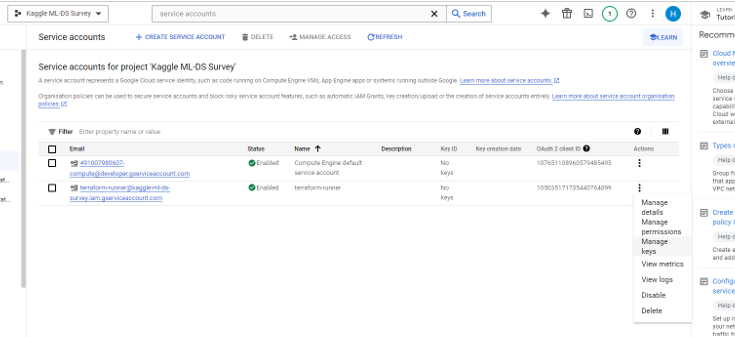 Kaggle ML-DS Survey
service accounts
Search
1
H
LEARN
Tutori
Service accounts
CREATE SERVICE ACCOUNT
DELETE
MANAGE ACCESS
REFRESH
LEARN
Recomm
Service accounts for project 'Kaggle ML-DS Survey'
A service account represents a Google Cloud service identity, such as code running on Compute Engine VMs, App Engine apps or systems running outside Google. Learn more about service accounts.
Organisation policies can be used to secure service accounts and block risky service account features, such as automatic IAM Grants, key creation/upload or the creation of service accounts entirely. Learn more about service account organisation
policies.
Filter Enter property name or value
Email Status Name Description Key ID Key creation date OAuth 2 client ID Actions
491007980607-
compute@developer.gserviceaccount.com
Enabled
Compute Engine default
service account
No
keys
107651108960579485495
terraform-runner@kaggle-ml-ds-
survey.iam.gserviceaccount.com
Enabled
terraform-runner
No
keys
105035171735440764099
Manage
details
Manage
permissions
Manage
keys
View metrics
View logs
Disable
Delete
Cloud
overvie
Help d
Choose
service
capabili
Cloud w
external
Types o
Help d
Group fi
that app
VPC net
Create
policy
Help d
Create a
and add
Config
service
Help d
Set up i
your net
traffic fr